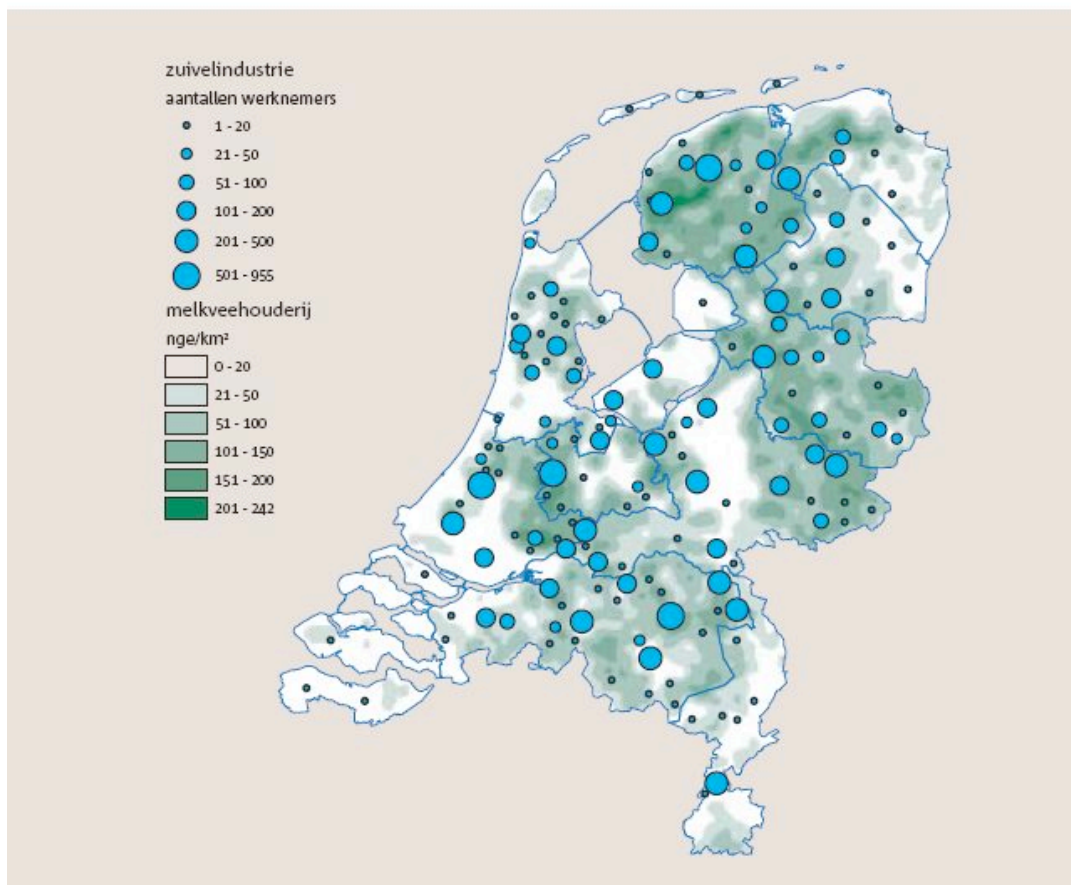 zuivelindustrie
aantallen werknemers
1 - 20
21 - 50
51 - 100
101 - 200
201 - 500
501 - 955
melkveehouderij
nge/km²
0 - 20
21 - 50
51 - 100
101 - 150
151 - 200
201 - 242